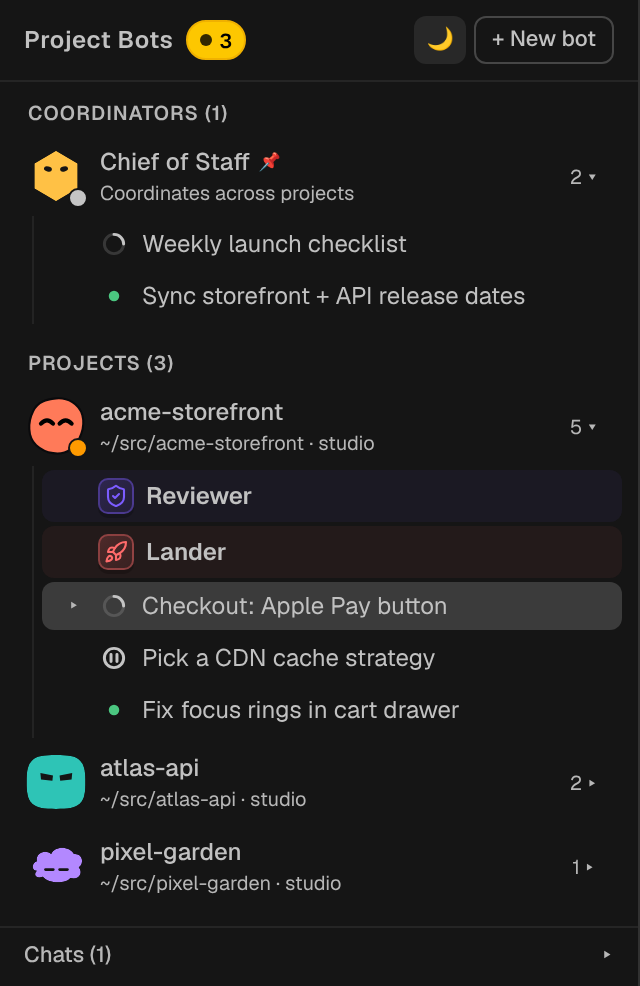 Project Bots
3
+ New bot
COORDINATORS (1)
Chief of Staff
2
Coordinates across projects
Weekly launch checklist
Sync storefront + API release dates
PROJECTS (3)
acme-storefront
5
~/src/acme-storefront · studio
Reviewer
Lander
Checkout: Apple Pay button
Pick a CDN cache strategy
Fix focus rings in cart drawer
atlas-api
2
~/src/atlas-api · studio
pixel-garden
1
~/src/pixel-garden · studio
Chats (1)